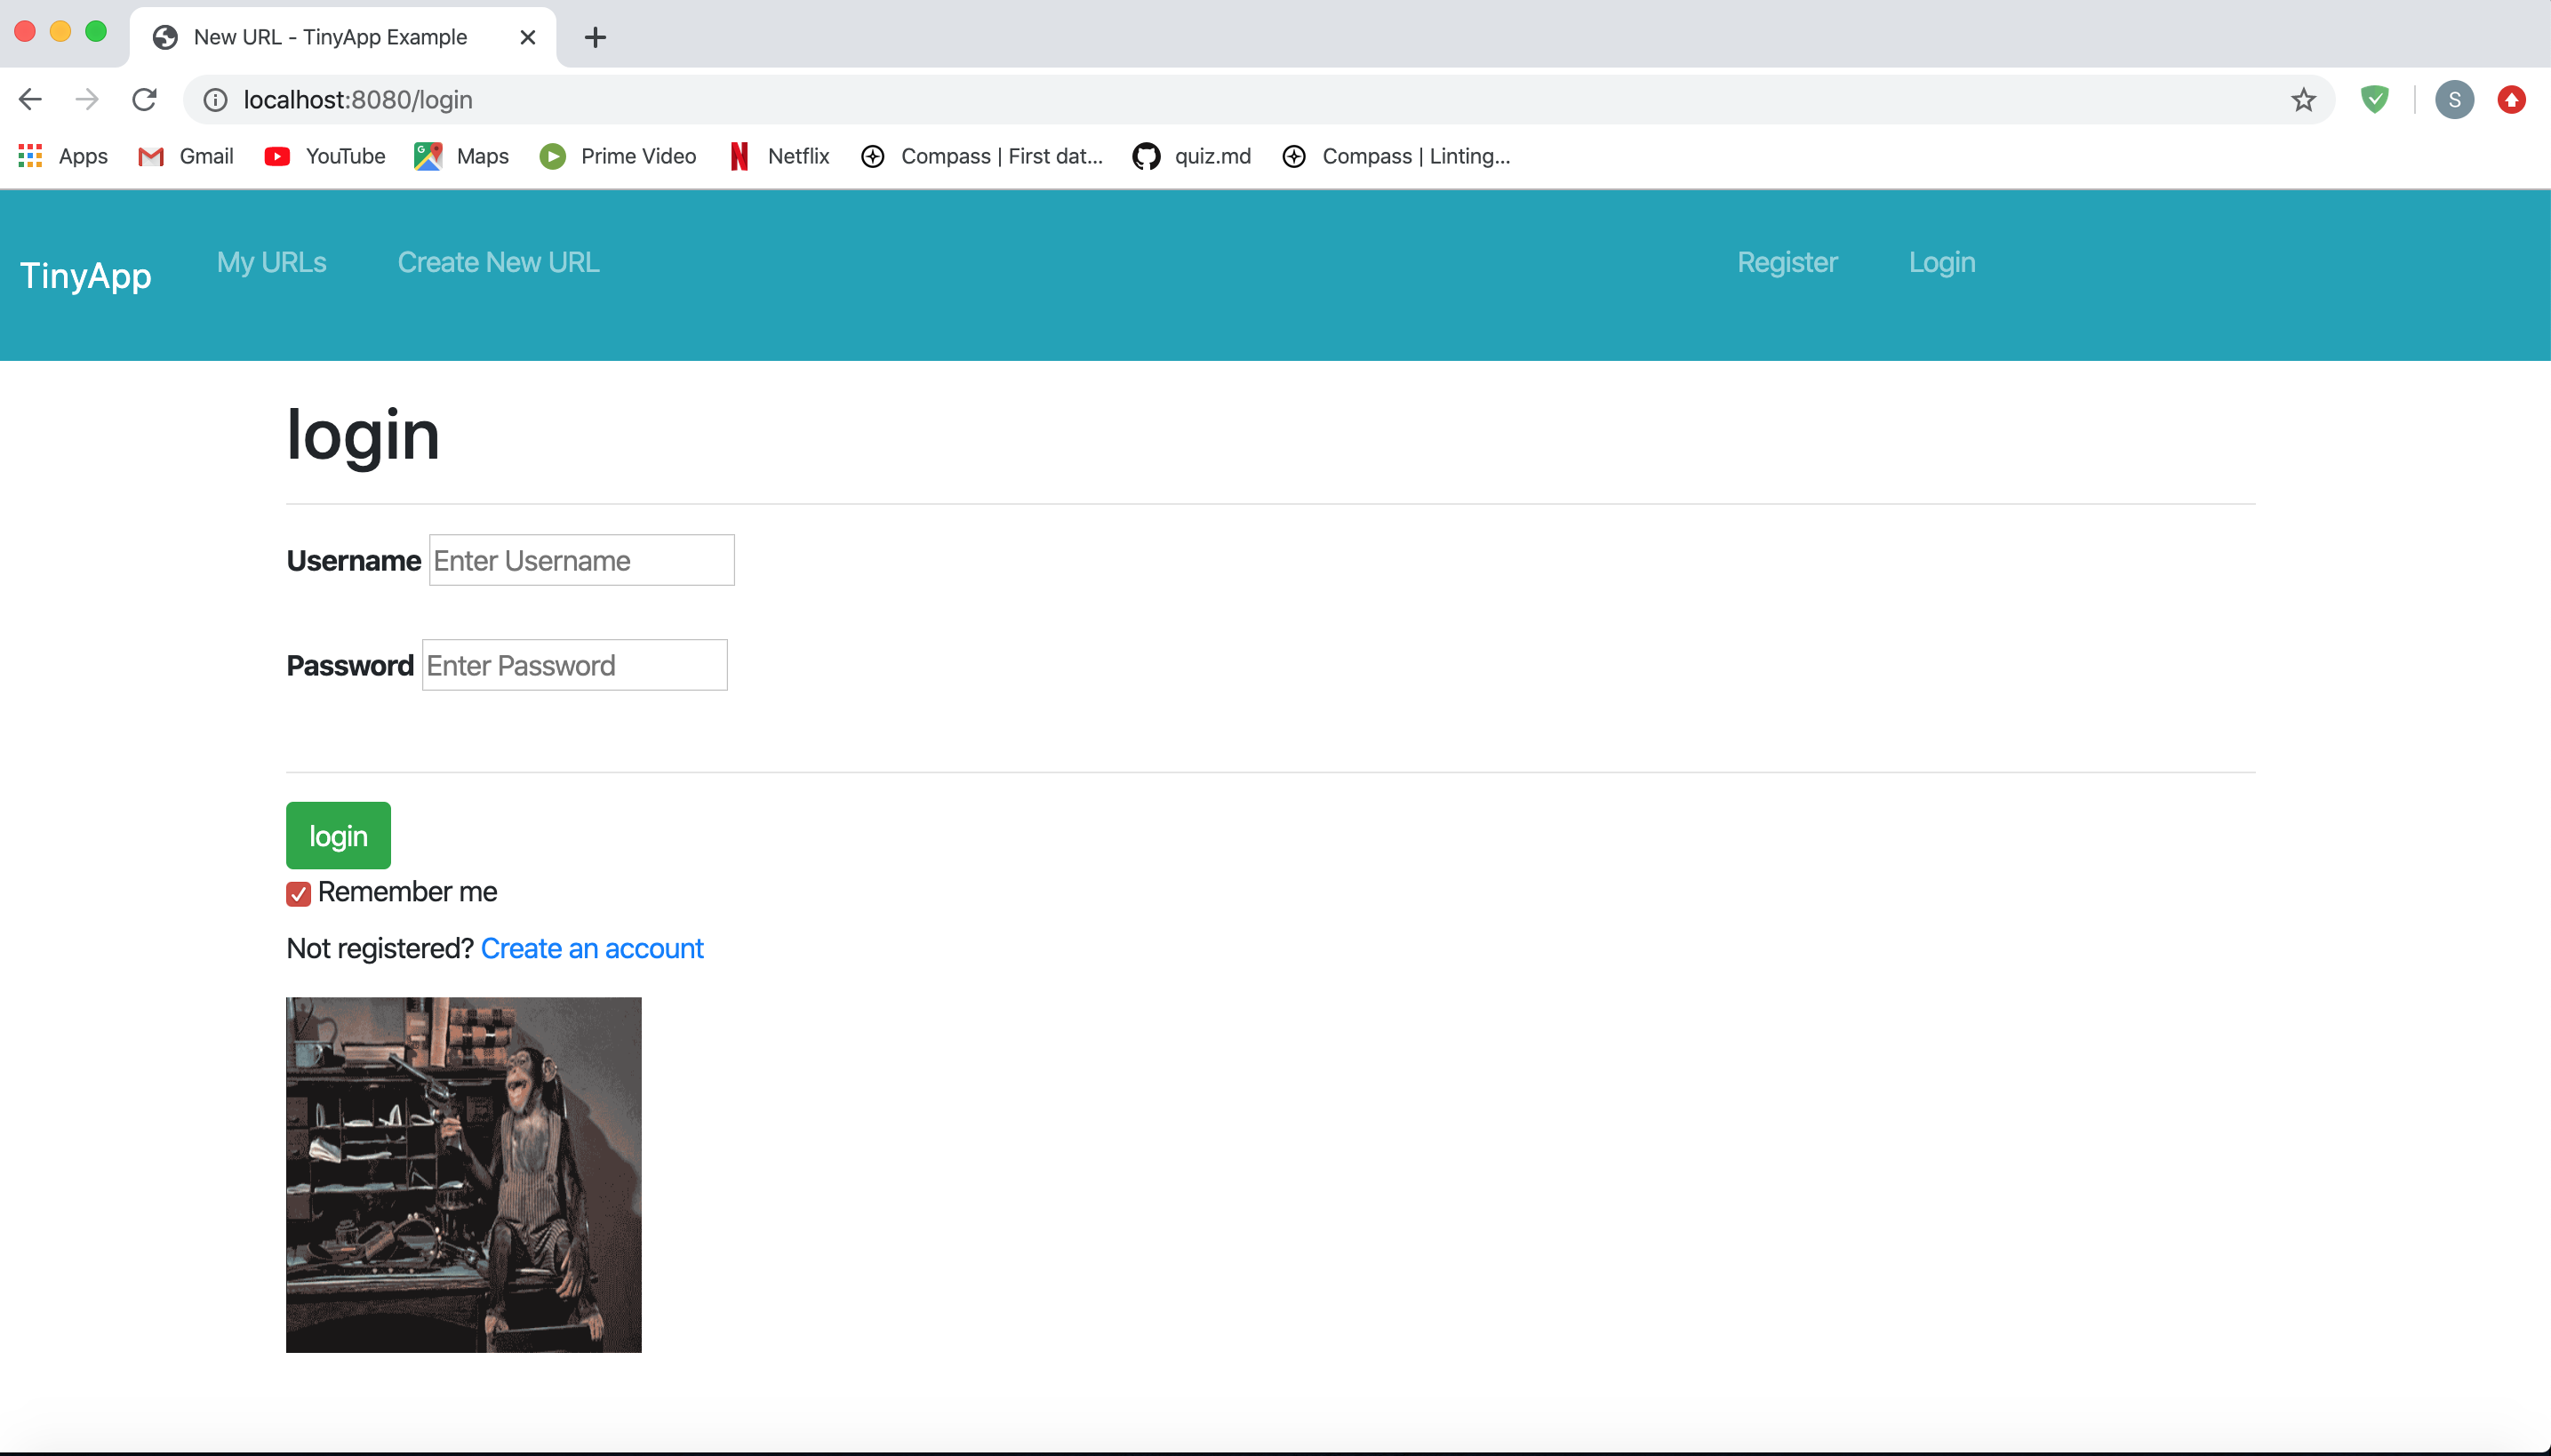 New URL - TinyApp Example
localhost:8080/login
S
Apps Gmail YouTube Maps Prime Video Netflix Compass | First dat... quiz.md Compass | Linting...
TinyApp My URLs Create New URL Register Login
login
Username Enter Username
Password Enter Password
login
Remember me
Not registered? Create an account